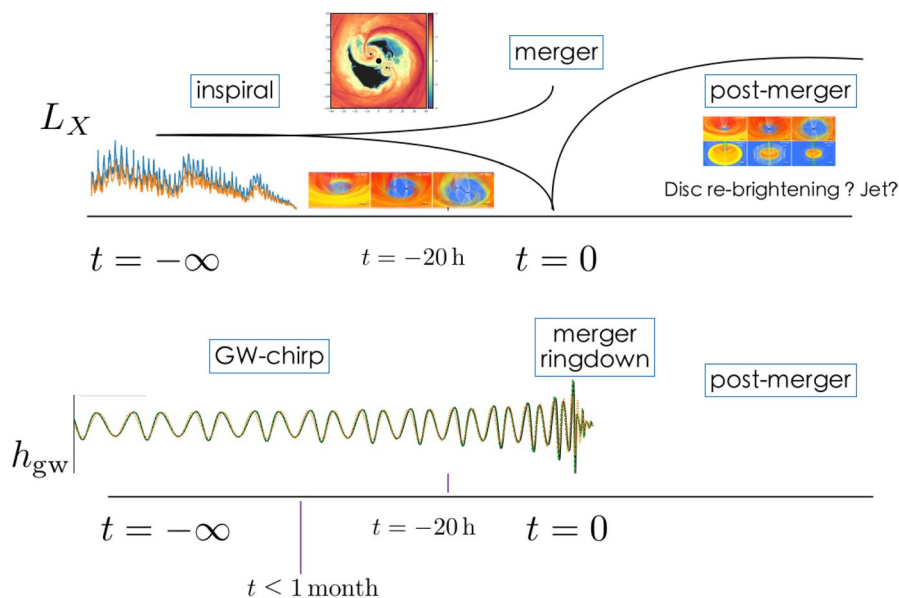 merger
inspiral
post-merger
L_X
Disc re-brightening ? Jet?
t = −∞
t = −20 h
t = 0
merger
ringdown
GW-chirp
post-merger
h_gw
t = −∞
t = −20 h
t = 0
t < 1 month